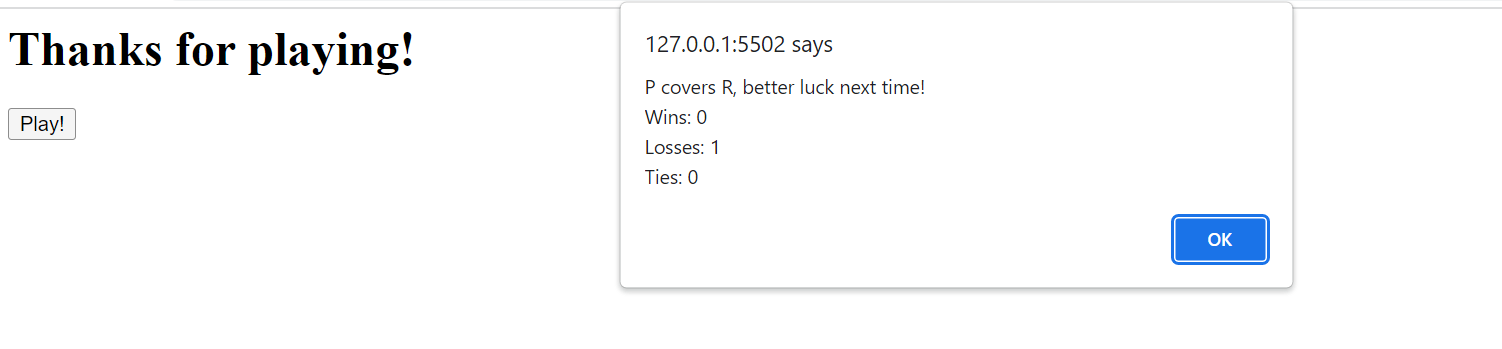 Thanks for playing!
Play!
127.0.0.1:5502 says
P covers R, better luck next time!
Wins: 0
Losses: 1
Ties: 0
OK